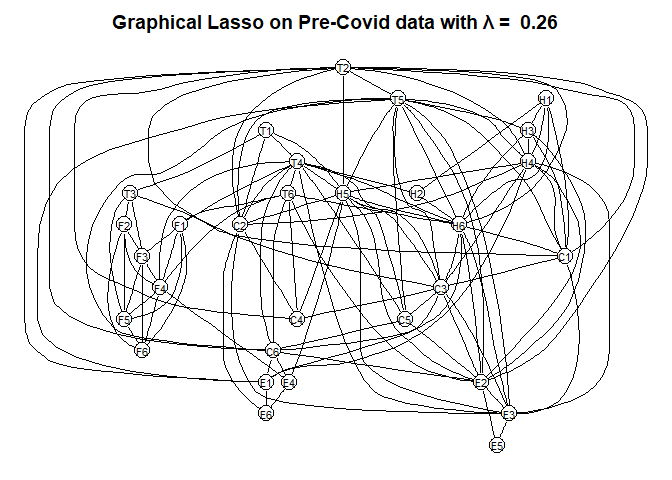 Graphical Lasso on Pre-Covid data with λ = 0.26
T2
T5
H1
T1
H3
T4
H4
T3
T6
H5
H2
F2
F1
C2
H6
F3
C1
F4
C3
F5
C4
C5
F6
C6
E1
E4
E2
E6
E3
E5